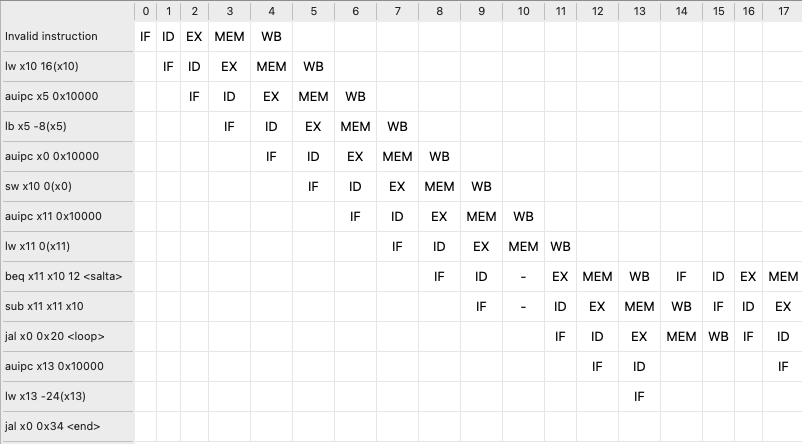 0 1 2 3 4 5 6 7 8 9 10 11 12 13 14 15 16 17
Invalid instruction IF ID EX MEM WB
lw x10 16(x10) IF ID EX MEM WB
auipc x5 0x10000 IF ID EX MEM WB
lb x5 -8(x5) IF ID EX MEM WB
auipc x0 0x10000 IF ID EX MEM WB
sw x10 0(x0) IF ID EX MEM WB
auipc x11 0x10000 IF ID EX MEM WB
lw x11 0(x11) IF ID EX MEM WB
beq x11 x10 12 <salta> IF ID - EX MEM WB IF ID EX MEM
sub x11 x11 x10 IF - ID EX MEM WB IF ID EX
jal x0 0x20 <loop> IF ID EX MEM WB IF ID
auipc x13 0x10000 IF ID IF
lw x13 -24(x13) IF
jal x0 0x34 <end>